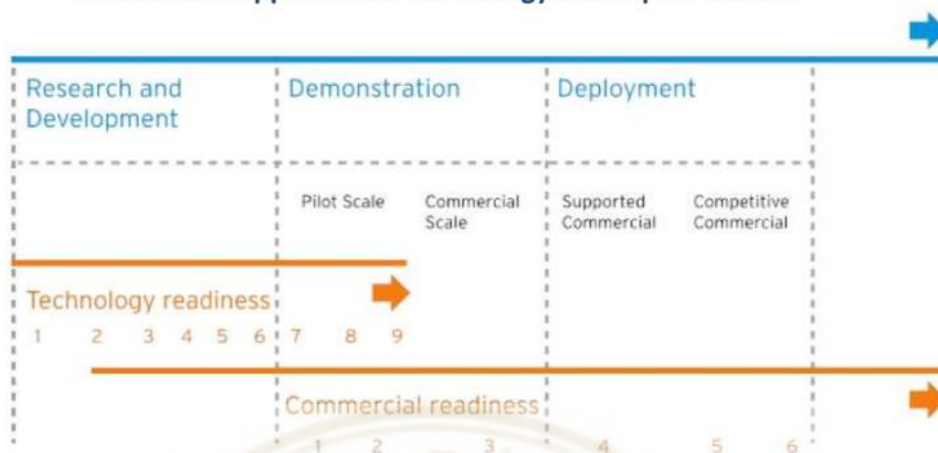 Research and
Development
Demonstration
Deployment
Pilot Scale
Commercial
Scale
Supported
Commercial
Competitive
Commercial
Technology readiness
1 2 3 4 5 6 7 8 9
Commercial readiness
1 2 3 4 5 6